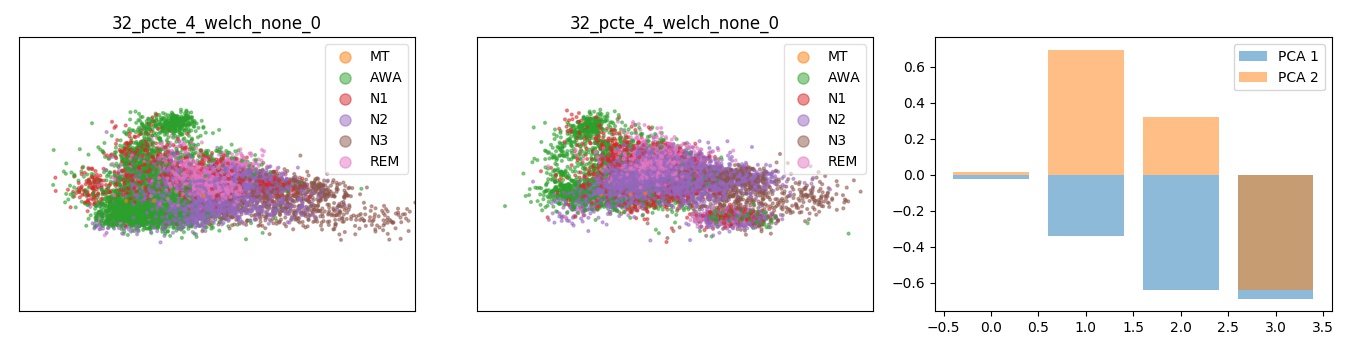 32_pcte_4_welch_none_0
MT
AWA
N1
N2
N3
REM
32_pcte_4_welch_none_0
MT
AWA
N1
N2
N3
REM
PCA 1
PCA 2
0.6
0.4
0.2
0.0
−0.2
−0.4
−0.6
−0.5 0.0 0.5 1.0 1.5 2.0 2.5 3.0 3.5